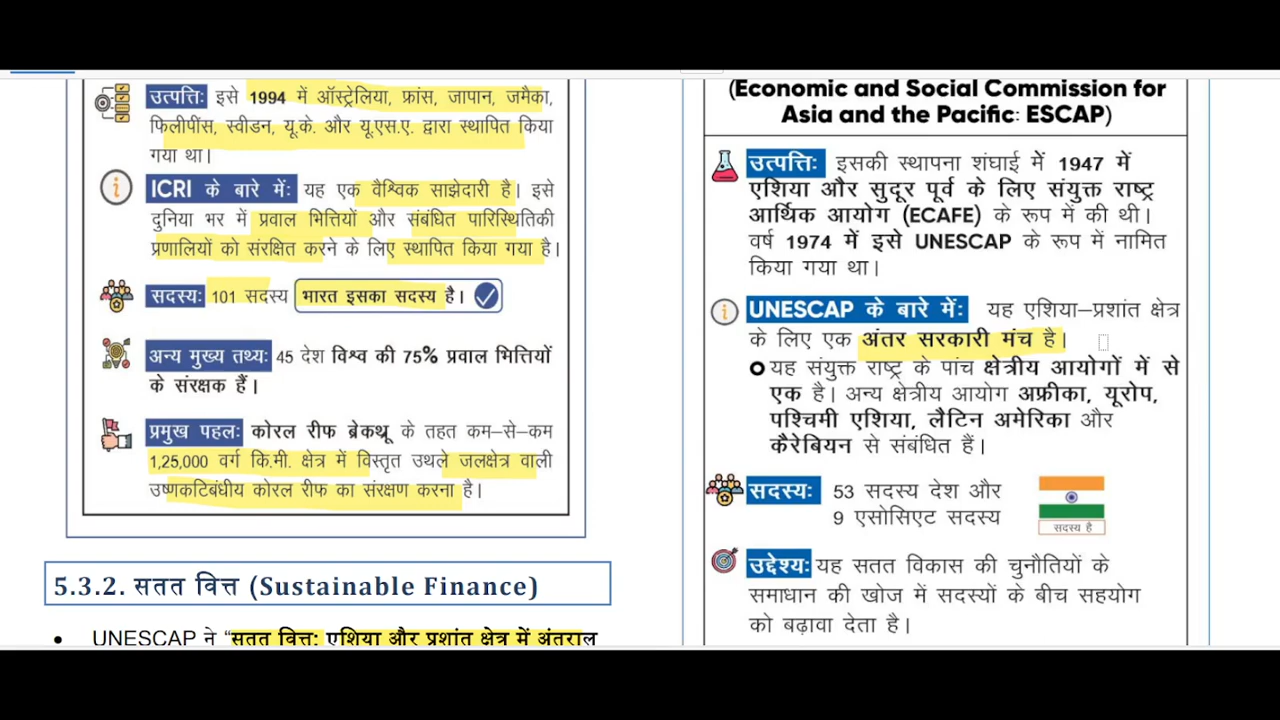 उत्पत्ति: इसे 1994 में ऑस्ट्रेलिया, फ्रांस, जापान, जमैका,
फिलीपींस, स्वीडन, यू.के. और यू.एस.ए. द्वारा स्थापित किया
गया था।
ICRI के बारे में: यह एक वैश्विक साझेदारी है। इसे
दुनिया भर में प्रवाल भित्तियों और संबंधित पारिस्थितिकी
प्रणालियों को संरक्षित करने के लिए स्थापित किया गया है।
सदस्य: 101 सदस्य भारत इसका सदस्य है।
अन्य मुख्य तथ्य: 45 देश विश्व की 75% प्रवाल भित्तियों
के संरक्षक हैं।
प्रमुख पहल: कोरल रीफ ब्रेकथ्रू के तहत कम-से-कम
1,25,000 वर्ग कि.मी. क्षेत्र में विस्तृत उथले जलक्षेत्र वाली
उष्णकटिबंधीय कोरल रीफ का संरक्षण करना है।
5.3.2. सतत वित्त (Sustainable Finance)
• UNESCAP ने “सतत वित्त: एशिया और प्रशांत क्षेत्र में अंतराल
(Economic and Social Commission for
Asia and the Pacific: ESCAP)
उत्पत्ति: इसकी स्थापना शंघाई में 1947 में
एशिया और सुदूर पूर्व के लिए संयुक्त राष्ट्र
आर्थिक आयोग (ECAFE) के रूप में की थी।
वर्ष 1974 में इसे UNESCAP के रूप में नामित
किया गया था।
UNESCAP के बारे में: यह एशिया-प्रशांत क्षेत्र
के लिए एक अंतर सरकारी मंच है।
यह संयुक्त राष्ट्र के पांच क्षेत्रीय आयोगों में से
एक है। अन्य क्षेत्रीय आयोग अफ्रीका, यूरोप,
पश्चिमी एशिया, लैटिन अमेरिका और
कैरेबियन से संबंधित हैं।
सदस्य: 53 सदस्य देश और
9 एसोसिएट सदस्य
सदस्य है
उद्देश्य: यह सतत विकास की चुनौतियों के
समाधान की खोज में सदस्यों के बीच सहयोग
को बढ़ावा देता है।